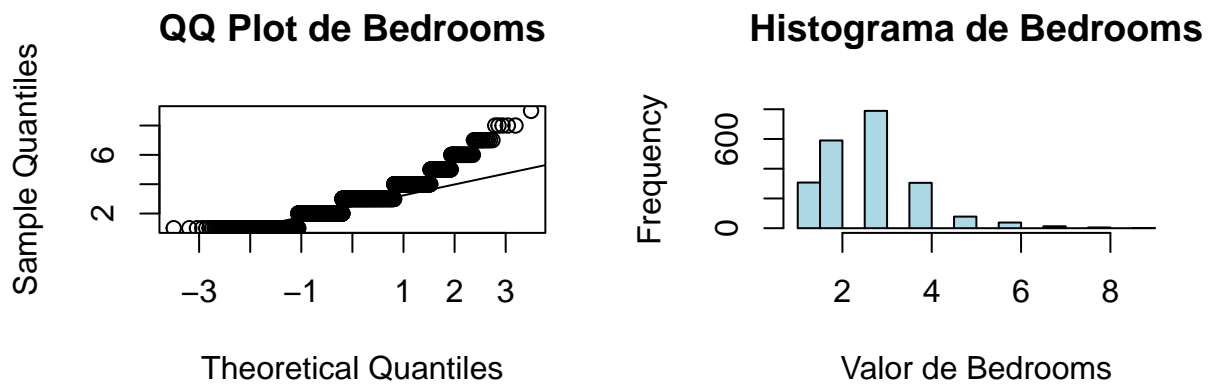 QQ Plot de Bedrooms
Sample Quantiles
2 6
−3 −1 1 2 3
Theoretical Quantiles
Histograma de Bedrooms
Frequency
0 600
2 4 6 8
Valor de Bedrooms